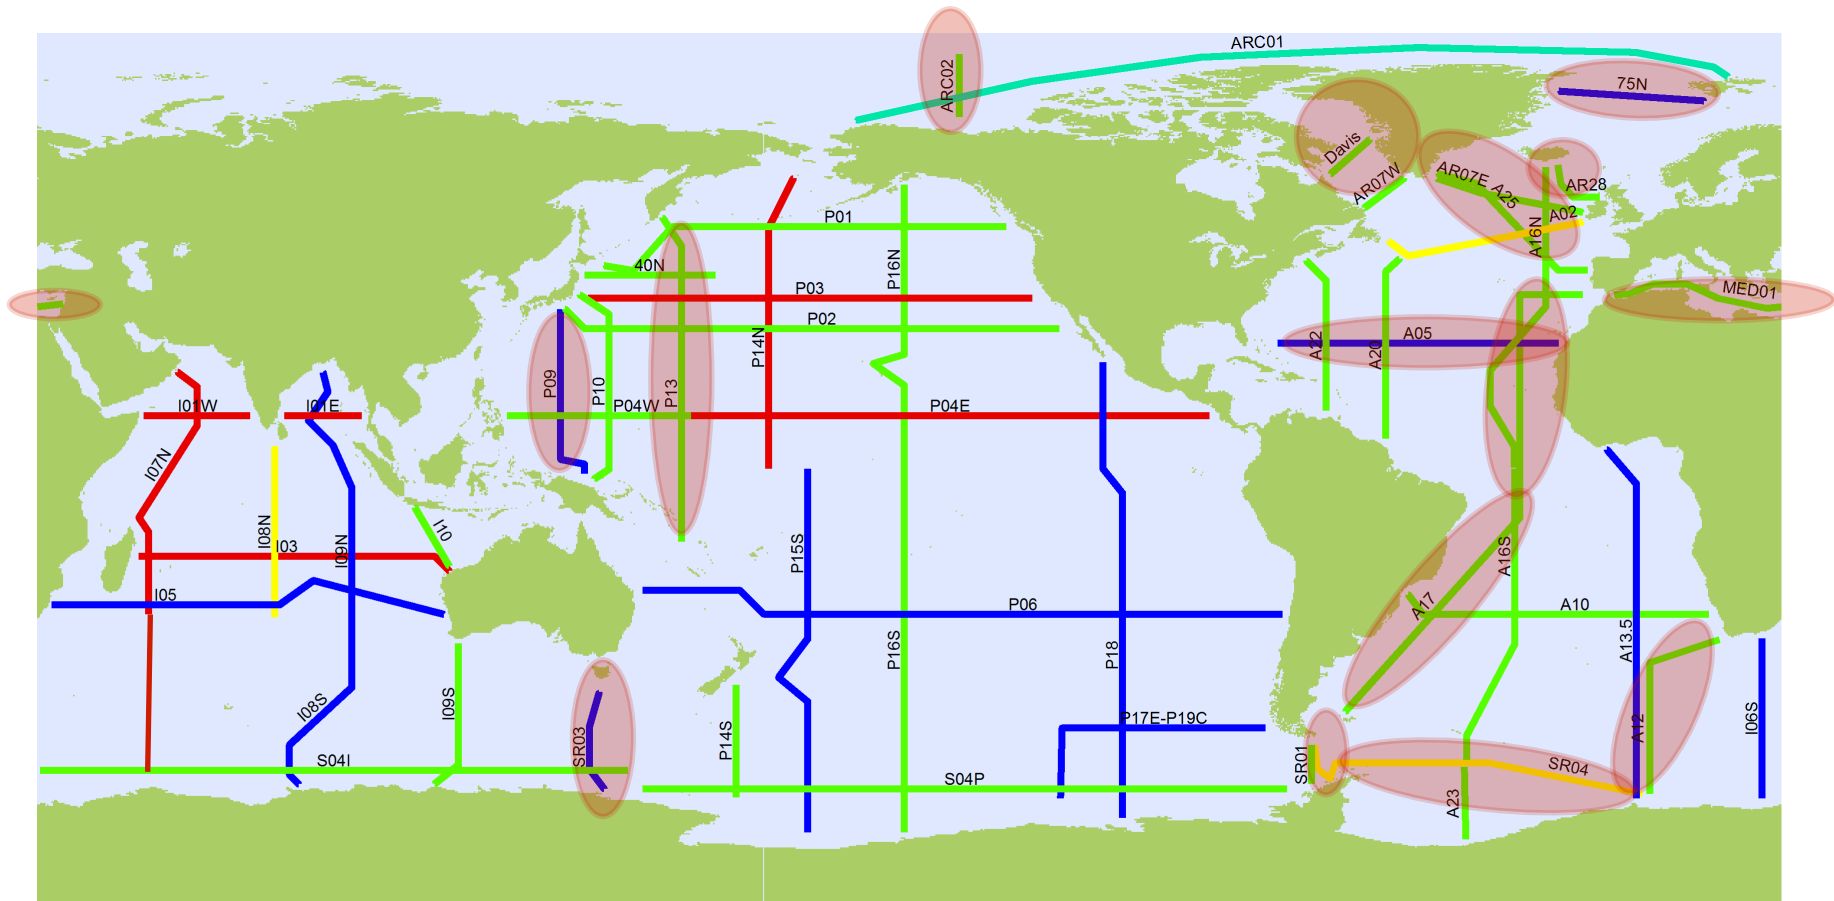 ARC01
ARC02
75N
Davis
AR07W
AR07E
A25
AR28
A02
A16N
P01
P16N
40N
P03
P02
P14N
MED01
A22
A20
A05
P09
P10
P13
P04W
P04E
I01W
I01E
I07N
I08N
I03
I09N
I10
I05
P15S
P06
A16S
A17
A10
A13.5
P16S
P18
I08S
I09S
SR03
P14S
P17E-P19C
I06S
A12
S04I
S04P
SR01
SR04
A23